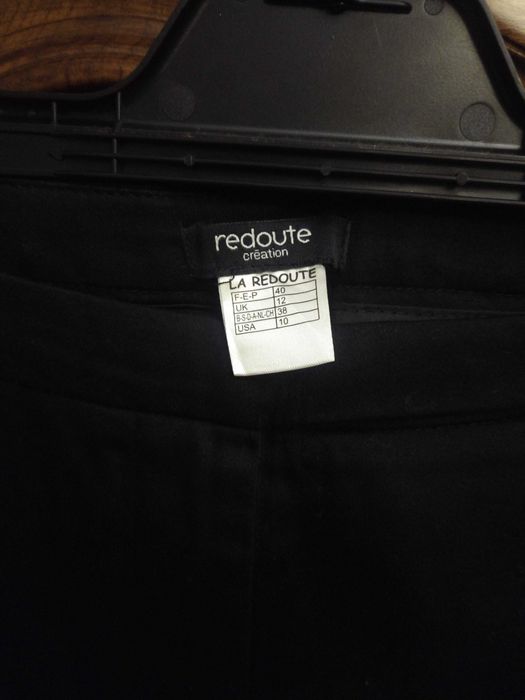 redoute
création
LA REDOUTE
F-E-P 40
UK 12
B-S-D-A-NL-CH 38
USA 10